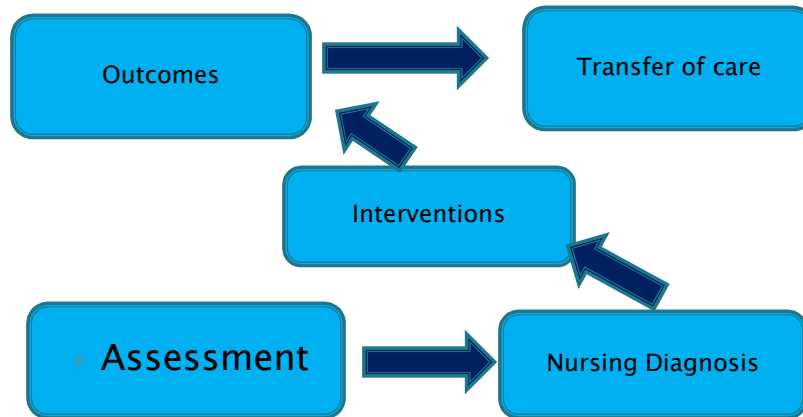 Outcomes
Transfer of care
Interventions
Assessment
Nursing Diagnosis